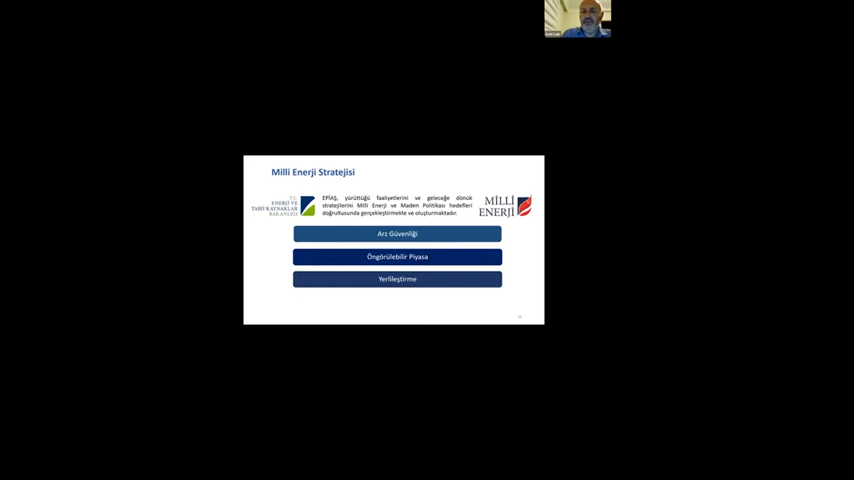 Milli Enerji Stratejisi
T.C.
ENERJİ VE
TABİİ KAYNAKLAR
BAKANLIĞI
EPİAŞ, yürüttüğü faaliyetlerini ve geleceğe dönük
stratejilerini Milli Enerji ve Maden Politikası hedefleri
doğrultusunda gerçekleştirmekte ve oluşturmaktadır.
MİLLİ
ENERJİ
Arz Güvenliği
Öngörülebilir Piyasa
Yerlileştirme